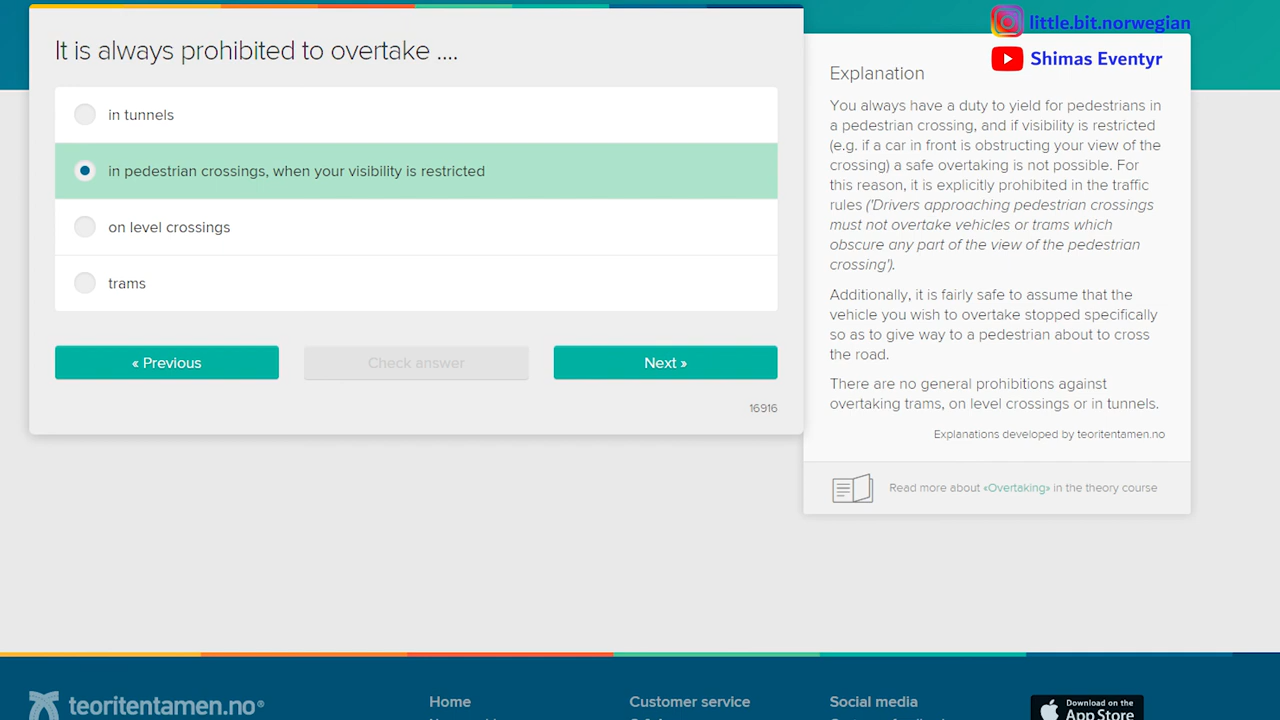 little.bit.norwegian
Shimas Eventyr
It is always prohibited to overtake ....
in tunnels
in pedestrian crossings, when your visibility is restricted
on level crossings
trams
« Previous
Check answer
Next »
16916
Explanation
You always have a duty to yield for pedestrians in
a pedestrian crossing, and if visibility is restricted
(e.g. if a car in front is obstructing your view of the
crossing) a safe overtaking is not possible. For
this reason, it is explicitly prohibited in the traffic
rules ('Drivers approaching pedestrian crossings
must not overtake vehicles or trams which
obscure any part of the view of the pedestrian
crossing').
Additionally, it is fairly safe to assume that the
vehicle you wish to overtake stopped specifically
so as to give way to a pedestrian about to cross
the road.
There are no general prohibitions against
overtaking trams, on level crossings or in tunnels.
Explanations developed by teoritentamen.no
Read more about «Overtaking» in the theory course
teoritentamen.no®
Home
Customer service
Social media
Download on the
App Store